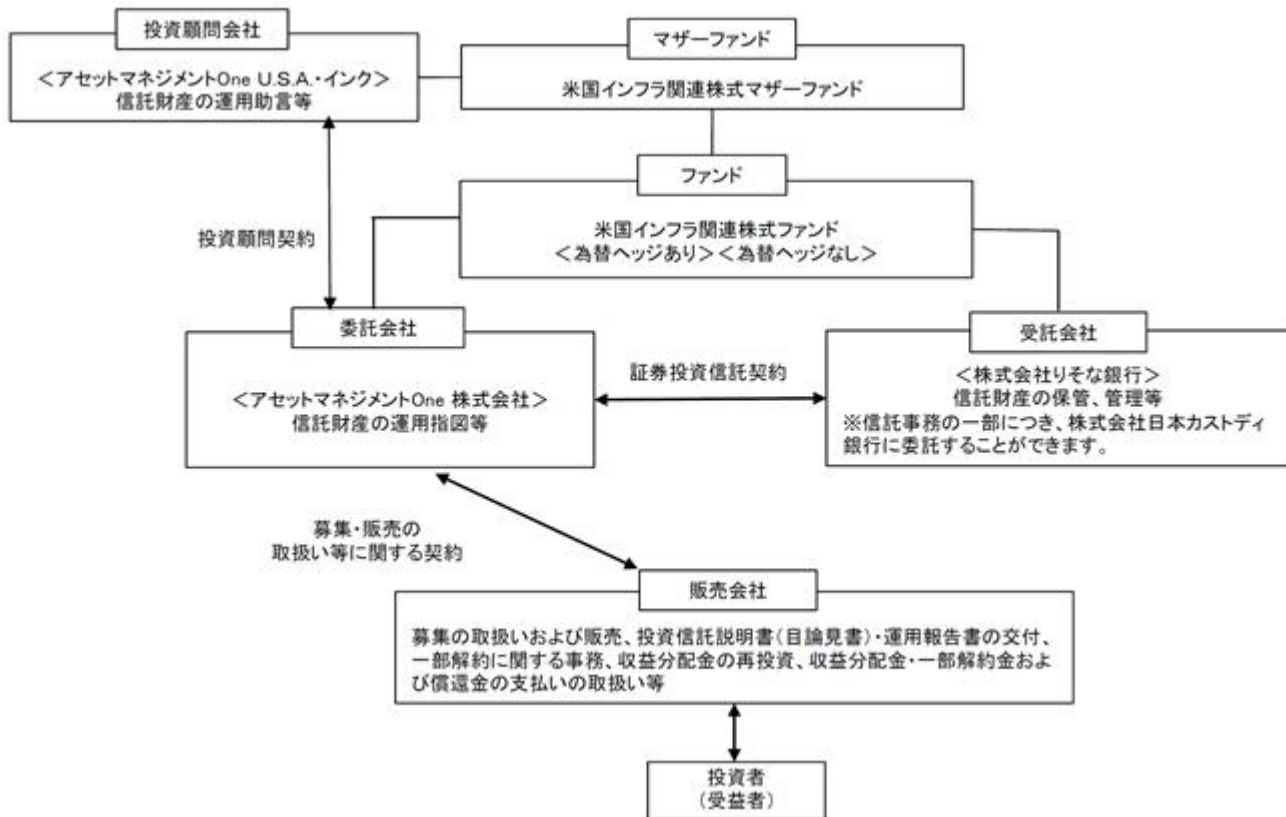 投資顧問会社
＜アセットマネジメントOne U.S.A.・インク＞
信託財産の運用助言等
マザーファンド
米国インフラ関連株式マザーファンド
ファンド
米国インフラ関連株式ファンド
＜為替ヘッジあり＞＜為替ヘッジなし＞
投資顧問契約
委託会社
＜アセットマネジメントOne 株式会社＞
信託財産の運用指図等
証券投資信託契約
受託会社
＜株式会社りそな銀行＞
信託財産の保管、管理等
※信託事務の一部につき、株式会社日本カストディ
銀行に委託することができます。
募集・販売の
取扱い等に関する契約
販売会社
募集の取扱いおよび販売、投資信託説明書（目論見書）・運用報告書の交付、
一部解約に関する事務、収益分配金の再投資、収益分配金・一部解約金およ
び償還金の支払いの取扱い等
投資者
（受益者）